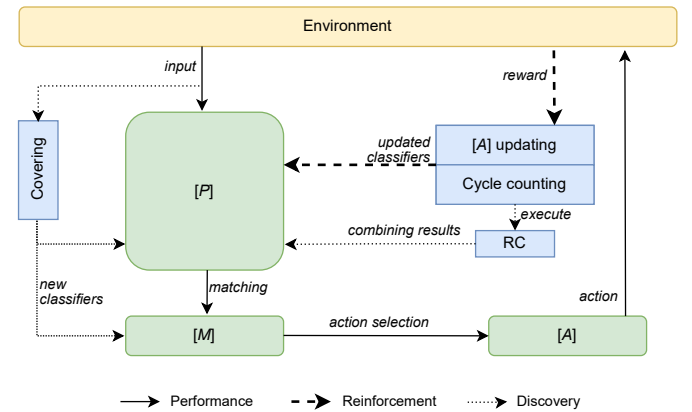 Environment
input
reward
Covering
[P]
updated
classifiers
[A] updating
Cycle counting
execute
RC
combining results
new
classifiers
matching
[M]
action selection
[A]
action
Performance
Reinforcement
Discovery